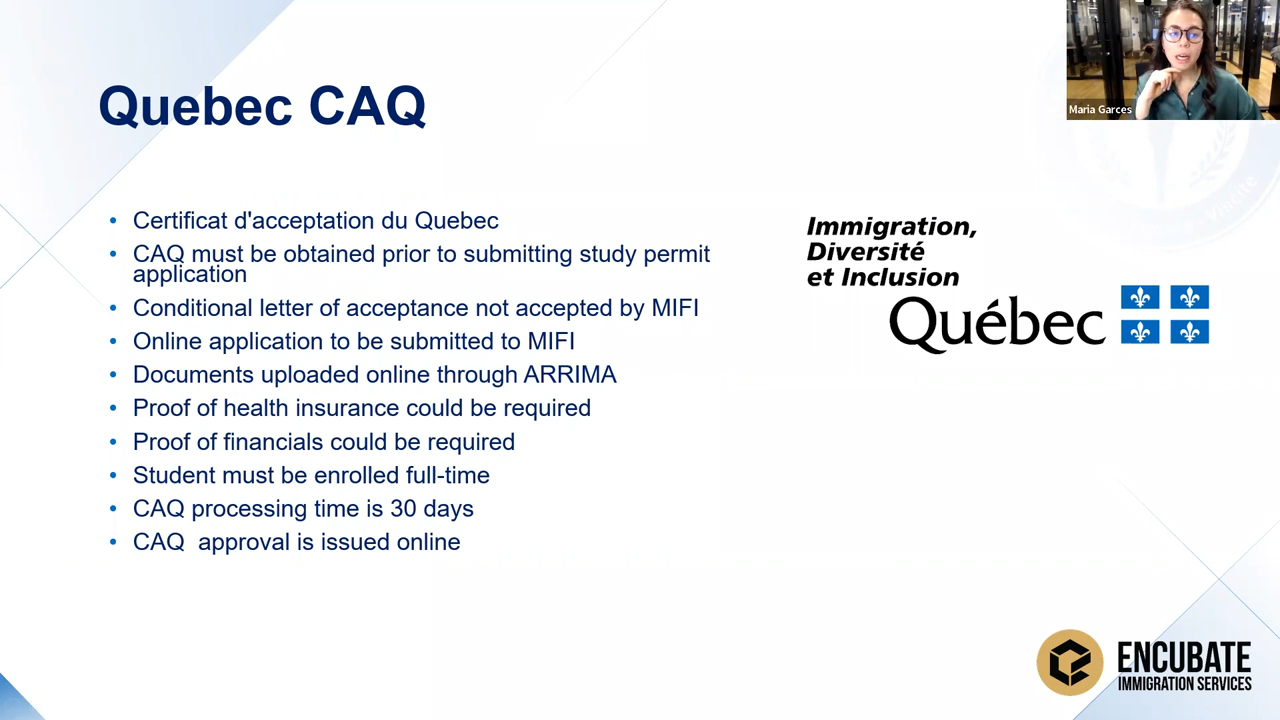 Quebec CAQ
Maria Garces
• Certificat d'acceptation du Quebec
• CAQ must be obtained prior to submitting study permit
application
• Conditional letter of acceptance not accepted by MIFI
• Online application to be submitted to MIFI
• Documents uploaded online through ARRIMA
• Proof of health insurance could be required
• Proof of financials could be required
• Student must be enrolled full-time
• CAQ processing time is 30 days
• CAQ  approval is issued online
Immigration,
Diversité
et Inclusion
Québec
ENCUBATE
IMMIGRATION SERVICES